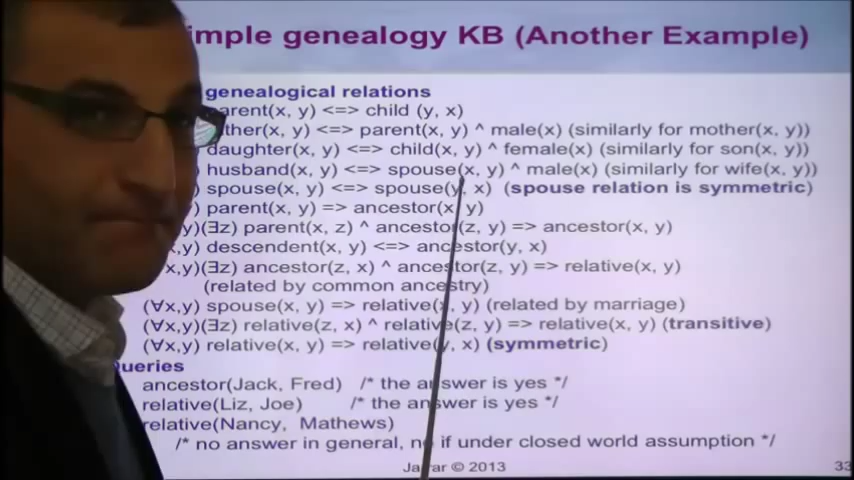 imple genealogy KB (Another Example)
genealogical relations
arent(x, y) <=> child (y, x)
ther(x, y) <=> parent(x, y) ^ male(x) (similarly for mother(x, y))
daughter(x, y) <=> child(x, y) ^ female(x) (similarly for son(x, y))
) husband(x, y) <=> spouse(x, y) ^ male(x) (similarly for wife(x, y))
) spouse(x, y) <=> spouse(y, x) (spouse relation is symmetric)
) parent(x, y) => ancestor(x, y)
y)(∃z) parent(x, z) ^ ancestor(z, y) => ancestor(x, y)
,y) descendent(x, y) <=> ancestor(y, x)
x,y)(∃z) ancestor(z, x) ^ ancestor(z, y) => relative(x, y)
(related by common ancestry)
(∀x,y) spouse(x, y) => relative(x, y) (related by marriage)
(∀x,y)(∃z) relative(z, x) ^ relative(z, y) => relative(x, y) (transitive)
(∀x,y) relative(x, y) => relative(y, x) (symmetric)
Queries
ancestor(Jack, Fred) /* the answer is yes */
relative(Liz, Joe) /* the answer is yes */
relative(Nancy, Mathews)
/* no answer in general, no if under closed world assumption */
Jarrar © 2013
33